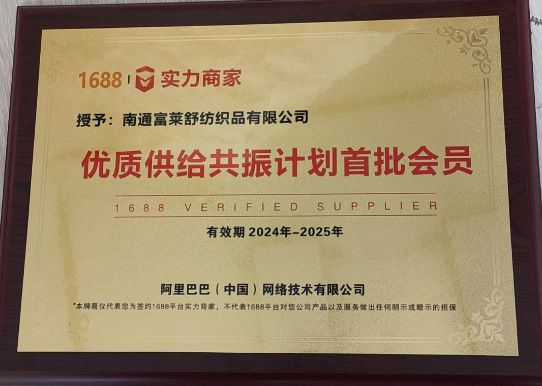 1688 | 实力商家
授予：南通富莱舒纺织品有限公司
优质供给共振计划首批会员
1688 VERIFIED SUPPLIER
有效期 2024年-2025年
阿里巴巴（中国）网络技术有限公司
*本牌匾仅代表您为签约1688平台实力商家，不代表1688平台对您公司产品以及服务做出任何明示或暗示的担保